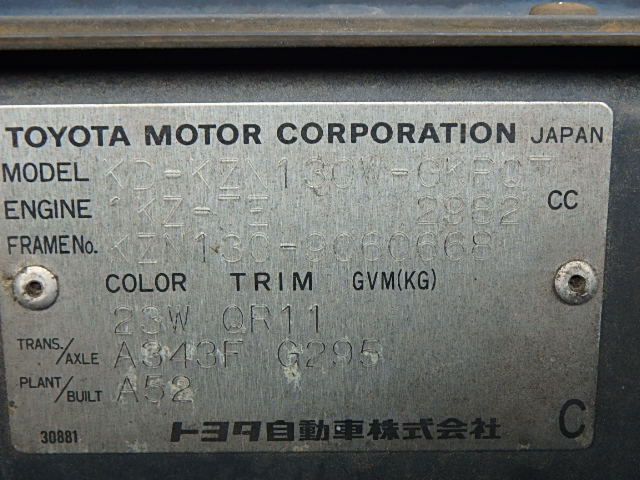 TOYOTA MOTOR CORPORATION JAPAN
MODEL KD-KZN130W-GKPQT
ENGINE 1KZ-TE 2982 CC
FRAME No. KZN130-9060668
COLOR TRIM GVM(KG)
23W QR11
TRANS./AXLE A343F G295
PLANT/BUILT A52
30881 トヨタ自動車株式会社 C